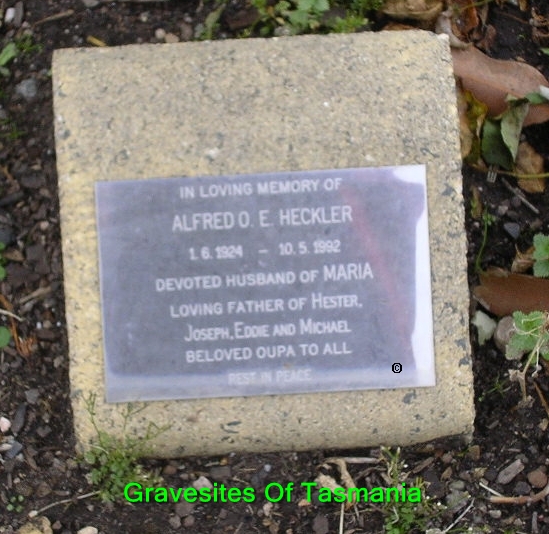 IN LOVING MEMORY OF
ALFRED O. E. HECKLER
1. 6. 1924 – 10. 5. 1992
DEVOTED HUSBAND OF MARIA
LOVING FATHER OF HESTER,
JOSEPH, EDDIE AND MICHAEL
BELOVED OUPA TO ALL
REST IN PEACE
©
Gravesites Of Tasmania